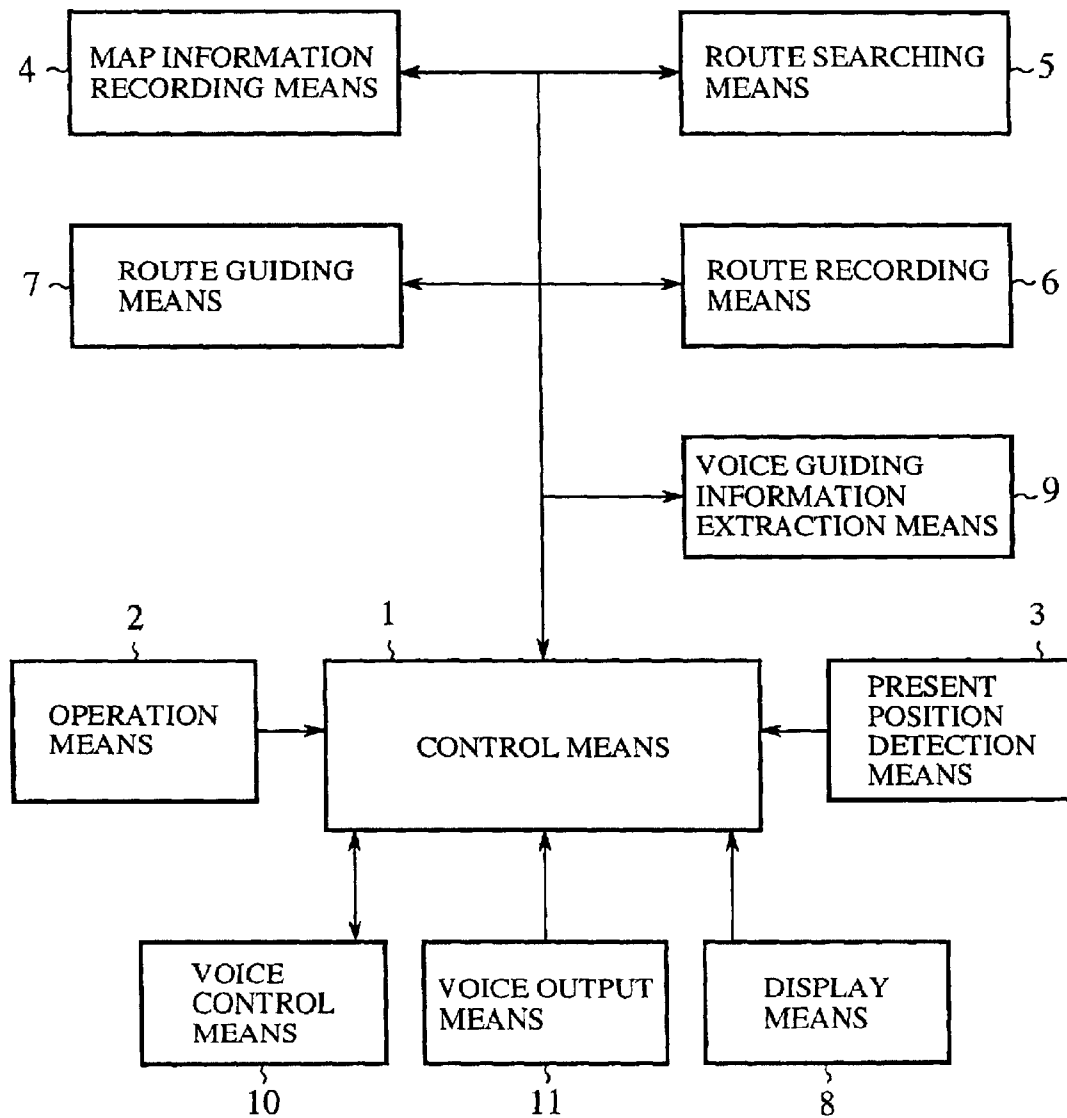 4
MAP INFORMATION
RECORDING MEANS
ROUTE SEARCHING
MEANS
5
7
ROUTE GUIDING
MEANS
ROUTE RECORDING
MEANS
6
VOICE GUIDING
INFORMATION
EXTRACTION MEANS
9
2
OPERATION
MEANS
1
CONTROL MEANS
3
PRESENT
POSITION
DETECTION
MEANS
VOICE
CONTROL
MEANS
10
VOICE OUTPUT
MEANS
11
DISPLAY
MEANS
8